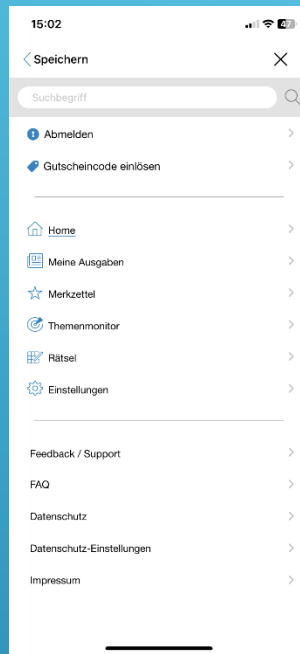 15:02
47
Speichern
Suchbegriff
Abmelden
Gutscheincode einlösen
Home
Meine Ausgaben
Merkzettel
Themenmonitor
Rätsel
Einstellungen
Feedback / Support
FAQ
Datenschutz
Datenschutz-Einstellungen
Impressum